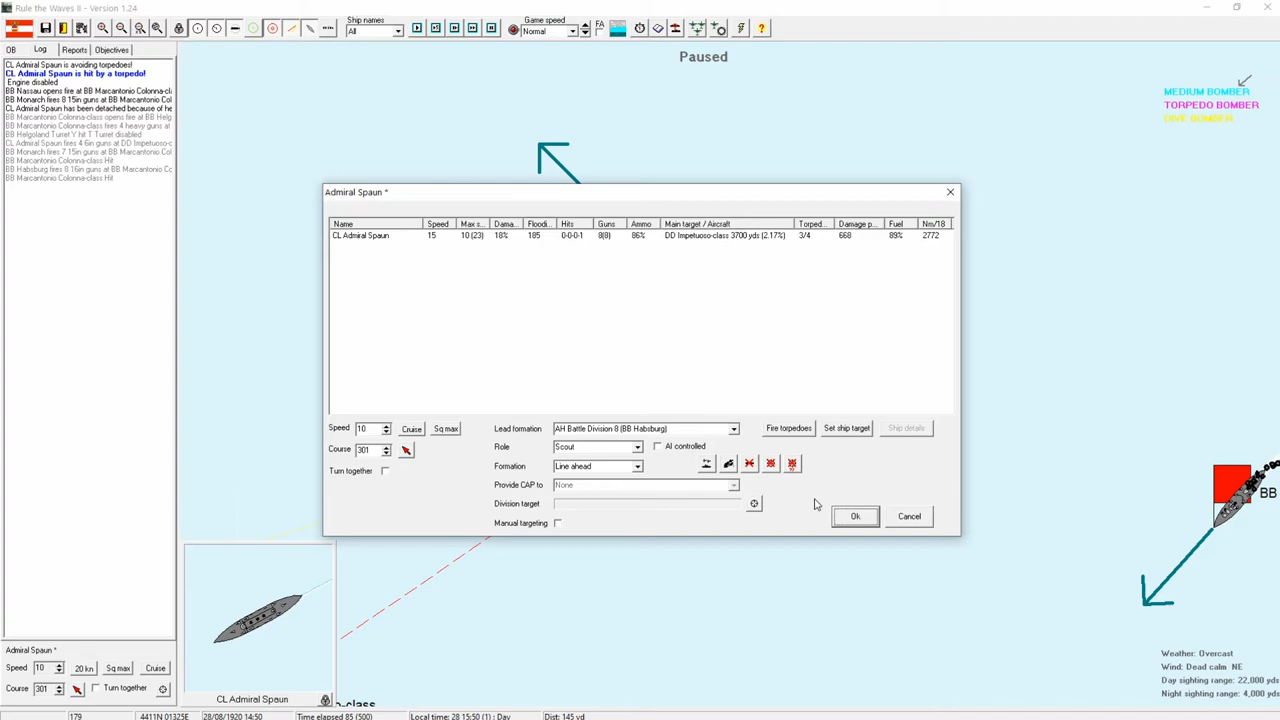 Rule the Waves II - Version 1.24
Ship names
All
Game speed
Normal
FA
OB Log Reports Objectives
Paused
CL Admiral Spaun is avoiding torpedoes!
CL Admiral Spaun is hit by a torpedo!
Engine disabled
BB Nassau opens fire at BB Marcantonio Colonna-cl
BB Monarch fires 8 15in guns at BB Marcantonio Col
CL Admiral Spaun has been detached because of he
BB Marcantonio Colonna-class opens fire at BB Helg
BB Marcantonio Colonna-class fires 4 heavy guns at
BB Helgoland Turret Y hit T Turret disabled
CL Admiral Spaun fires 4 6in guns at DD Impetuoso-c
BB Monarch fires 7 15in guns at BB Marcantonio Co
BB Marcantonio Colonna-class Hit
BB Habsburg fires 8 16in guns at BB Marcantonio Co
BB Marcantonio Colonna-class Hit
MEDIUM BOMBER
TORPEDO BOMBER
DIVE BOMBER
Admiral Spaun *
Name Speed Max s... Dama... Floodi... Hits Guns Ammo Main target / Aircraft Torped... Damage p... Fuel Nm/18
CL Admiral Spaun 15 10 (23) 18% 185 0-0-0-1 8(8) 86% DD Impetuoso-class 3700 yds (2.17%) 3/4 668 89% 2772
Speed 10 Cruise Sq max
Course 301
Turn together
Lead formation AH Battle Division 8 (BB Habsburg)
Role Scout AI controlled
Formation Line ahead
Provide CAP to None
Division target
Manual targeting
Fire torpedoes Set ship target Ship details
Ok Cancel
BB
Admiral Spaun *
Speed 10 20 kn Sq max Cruise
Course 301 Turn together
CL Admiral Spaun
o-class
Weather: Overcast
Wind: Dead calm NE
Day sighting range: 22,000 yds
Night sighting range: 4,000 yds
179 4411N 01325E 28/08/1920 14:50 Time elapsed 85 (500) Local time: 28 15:50 (1) : Day Dist: 145 yd